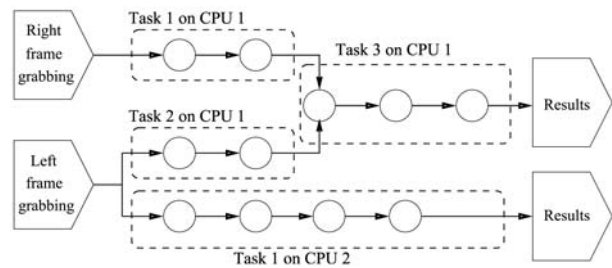 Right
frame
grabbing
Task 1 on CPU 1
Task 3 on CPU 1
Results
Task 2 on CPU 1
Left
frame
grabbing
Results
Task 1 on CPU 2